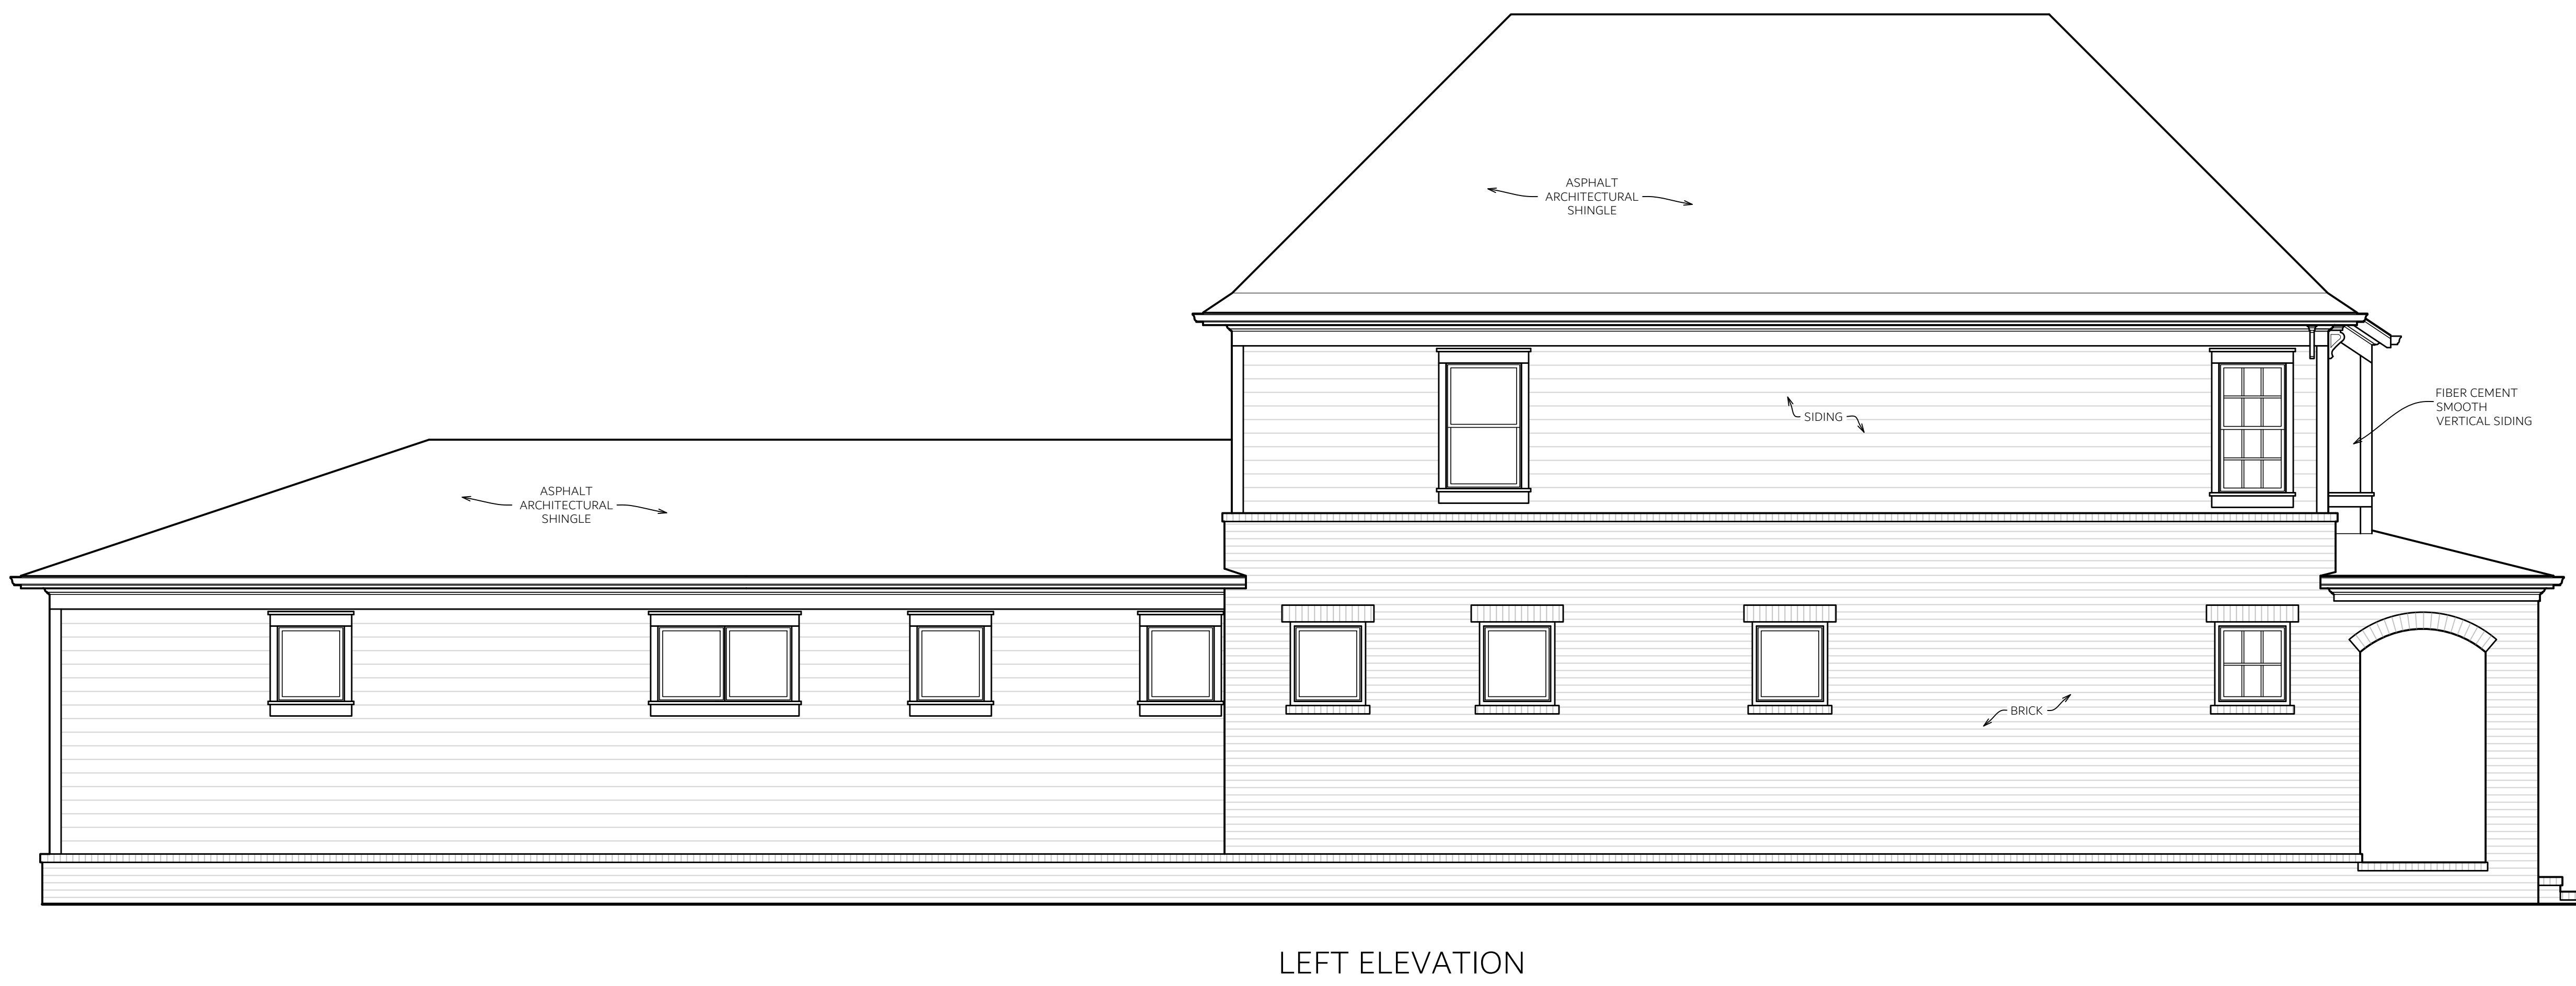 ASPHALT
ARCHITECTURAL
SHINGLE
FIBER CEMENT
SMOOTH
VERTICAL SIDING
SIDING
ASPHALT
ARCHITECTURAL
SHINGLE
BRICK
LEFT ELEVATION